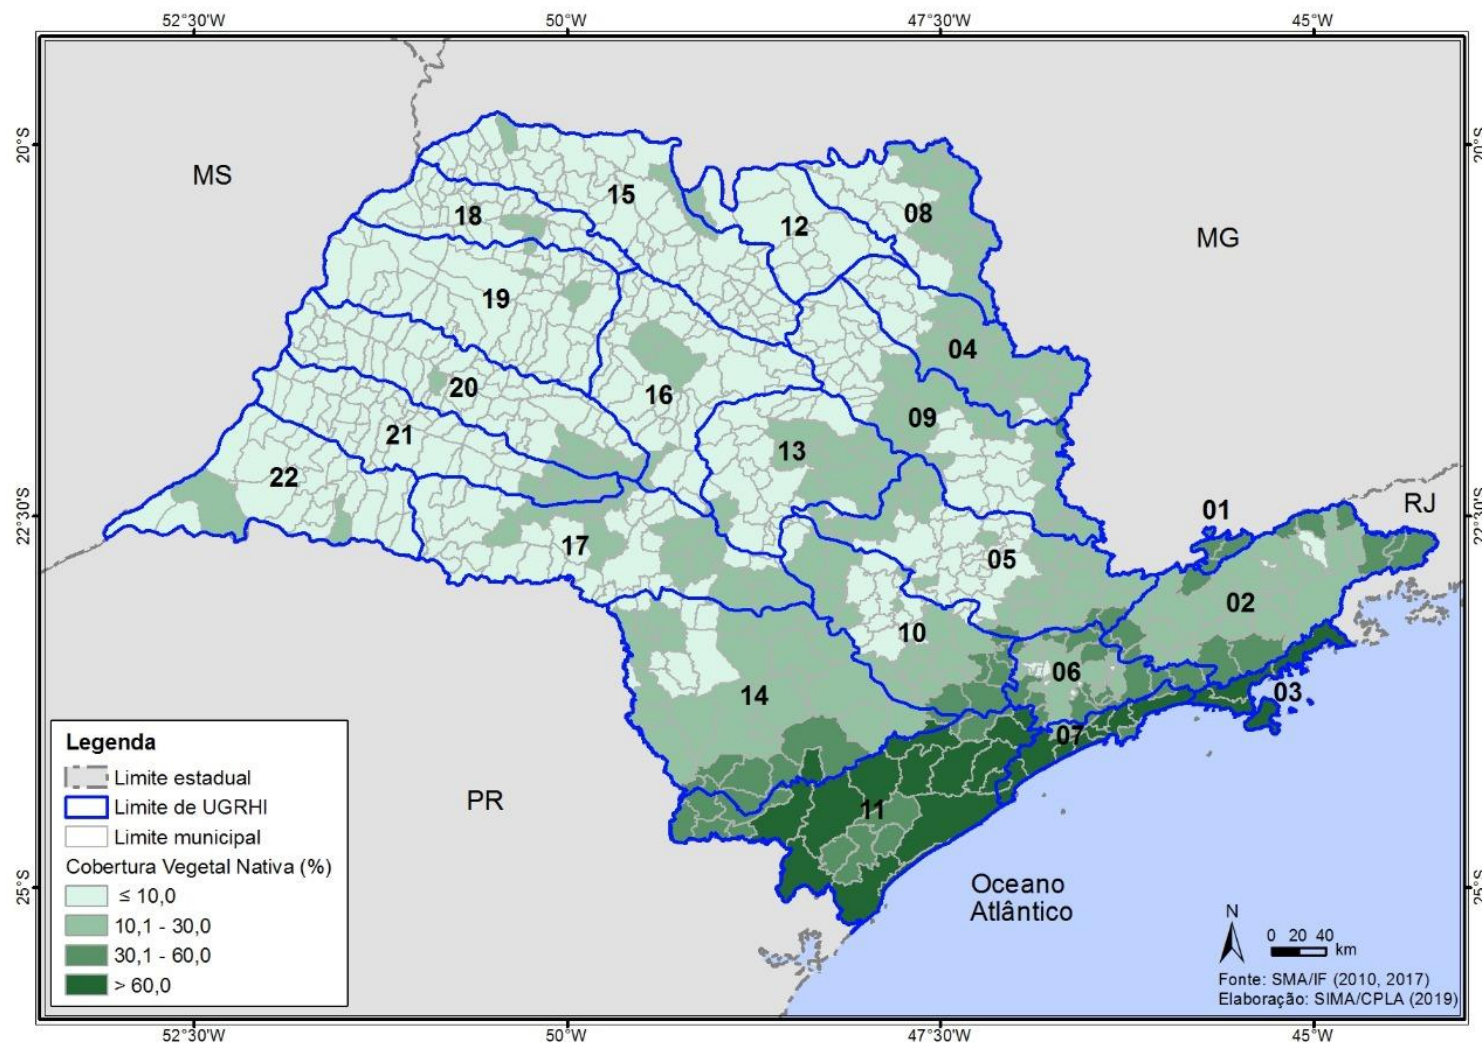 52°30'W 50°W 47°30'W 45°W
20°S 20°S
MS
MG
15
18
08
12
19
04
20
16
09
21
13
22
22°30'S 22°30'S
01
RJ
17
05
02
10
06
03
14
07
PR
11
25°S 25°S
Oceano
Atlântico
Legenda
Limite estadual
Limite de UGRHI
Limite municipal
Cobertura Vegetal Nativa (%)
≤ 10,0
10,1 - 30,0
30,1 - 60,0
> 60,0
N
0 20 40
km
Fonte: SMA/IF (2010, 2017)
Elaboração: SIMA/CPLA (2019)
52°30'W 50°W 47°30'W 45°W